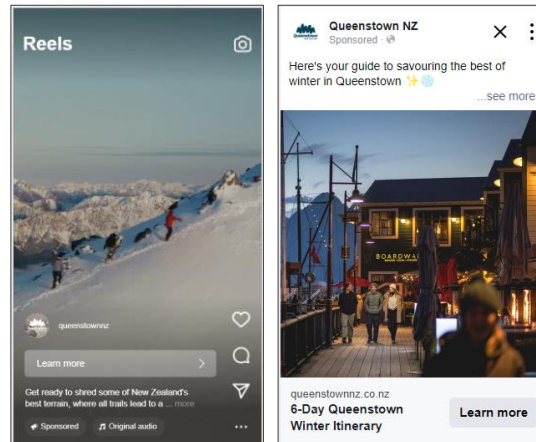 Reels
queenstownnz
Learn more
Get ready to shred some of New Zealand's
best terrain, where all trails lead to a ... more
Sponsored
Original audio
Queenstown NZ
Sponsored ·
Here's your guide to savouring the best of
winter in Queenstown ✨❄️
...see more
BOARDWA
queenstownnz.co.nz
6-Day Queenstown
Winter Itinerary
Learn more